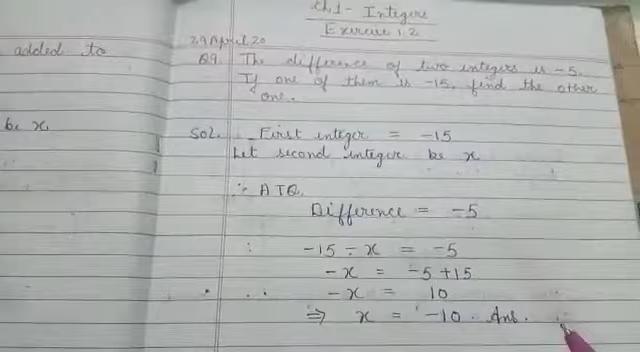 Ch.1 - Integers
Exercise 1.2
added to
29 April, 20
Q9. The difference of two integers is -5.
If one of them is -15, find the other
one.
be x.
Sol. First integer = -15
Let second integer be x
∴ ATQ.
Difference = -5
∴ -15 - x = -5
-x = -5 + 15
∴ -x = 10
⇒ x = -10. Ans.